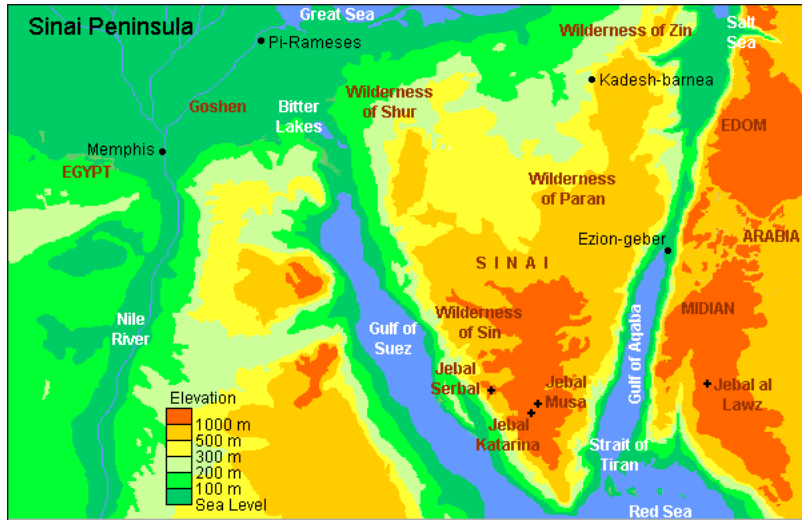 Sinai Peninsula
Great Sea
Salt
Sea
Wilderness of Zin
Pi-Rameses
Kadesh-barnea
Goshen
Bitter
Lakes
Wilderness
of Shur
EDOM
Memphis
EGYPT
Wilderness
of Paran
Ezion-geber
ARABIA
SINAI
MIDIAN
Nile
River
Gulf of
Suez
Wilderness
of Sin
Gulf of Aqaba
Jebal
Serbal
Jebal
Musa
Jebal al
Lawz
Jebal
Katarina
Strait of
Tiran
Red Sea
Elevation
1000 m
500 m
300 m
200 m
100 m
Sea Level